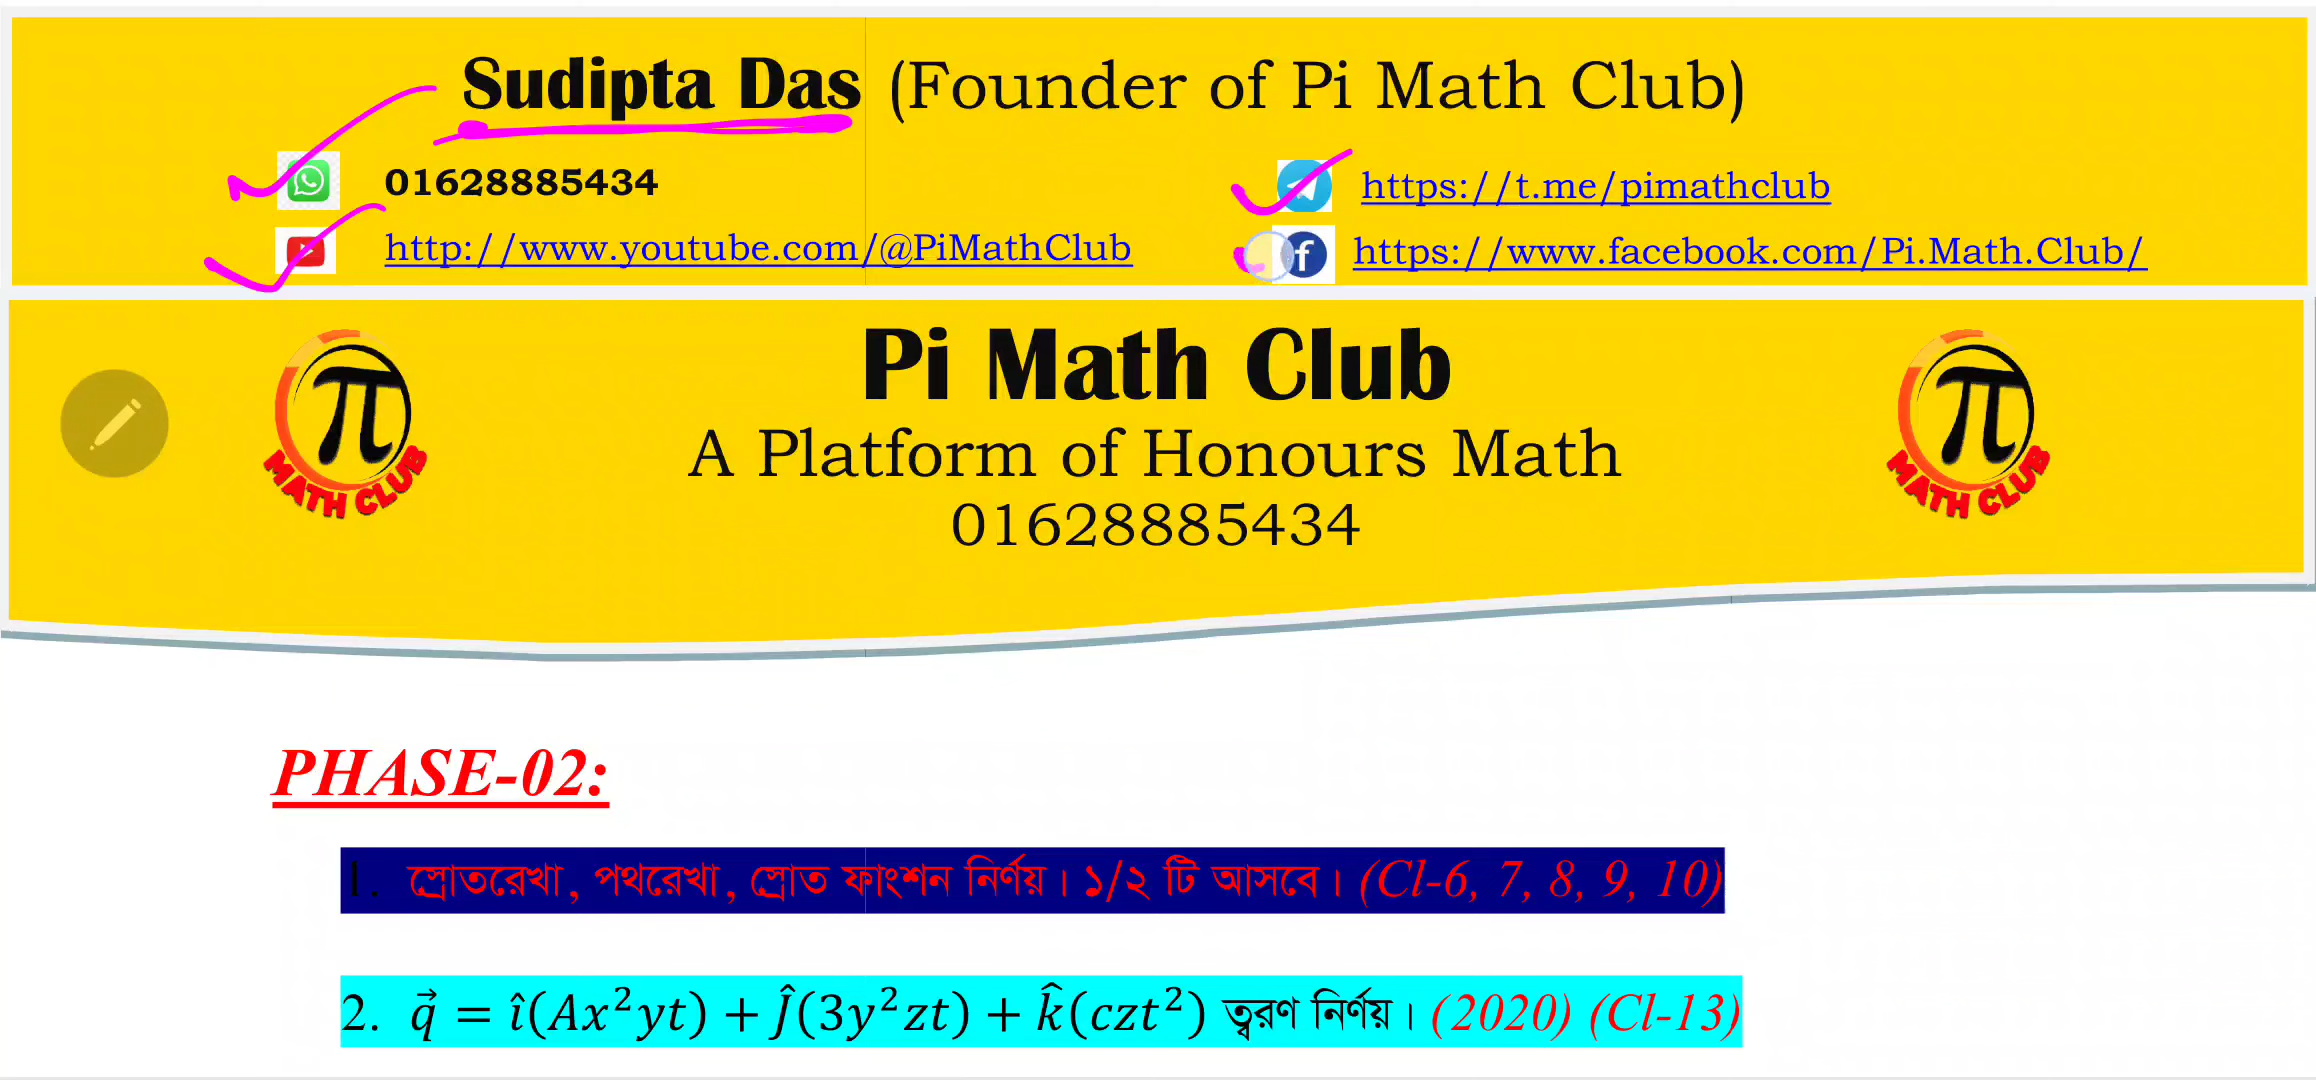 Sudipta Das (Founder of Pi Math Club)
01628885434
https://t.me/pimathclub
http://www.youtube.com/@PiMathClub
https://www.facebook.com/Pi.Math.Club/
Pi Math Club
A Platform of Honours Math
01628885434
π
MATH CLUB
π
MATH CLUB
PHASE-02:
1. স্রোতরেখা, পথরেখা, স্রোত ফাংশন নির্ণয়। ১/২ টি আসবে। (Cl-6, 7, 8, 9, 10)
2. q⃗ = î(Ax²yt) + Ĵ(3y²zt) + k̂(czt²) ত্বরণ নির্ণয়। (2020) (Cl-13)